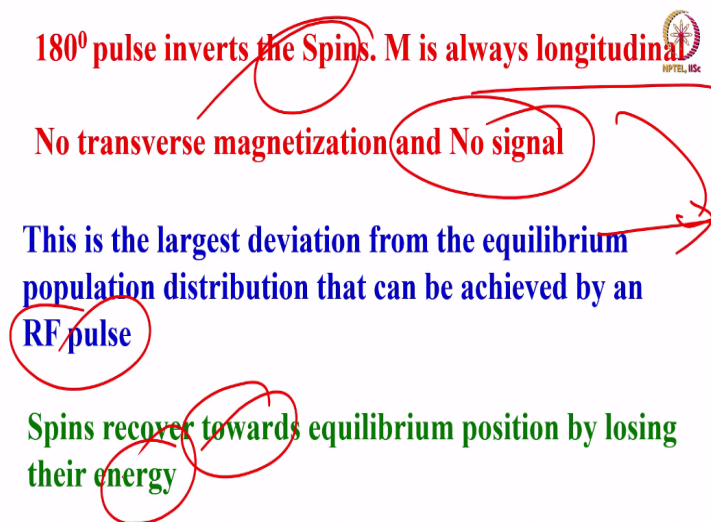 180⁰ pulse inverts the Spins. M is always longitudinal
NPTEL, IISc
No transverse magnetization and No signal
This is the largest deviation from the equilibrium
population distribution that can be achieved by an
RF pulse
Spins recover towards equilibrium position by losing
their energy